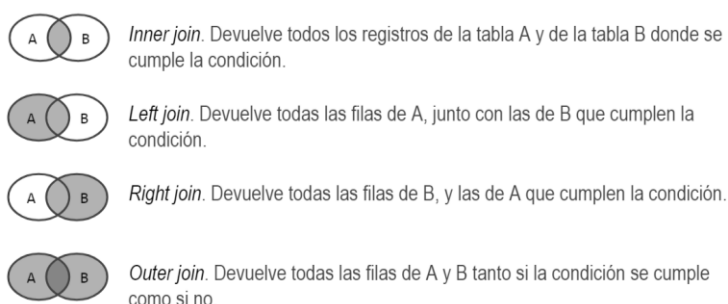 A B
Inner join. Devuelve todos los registros de la tabla A y de la tabla B donde se
cumple la condición.
A B
Left join. Devuelve todas las filas de A, junto con las de B que cumplen la
condición.
A B
Right join. Devuelve todas las filas de B, y las de A que cumplen la condición.
A B
Outer join. Devuelve todas las filas de A y B tanto si la condición se cumple
como si no